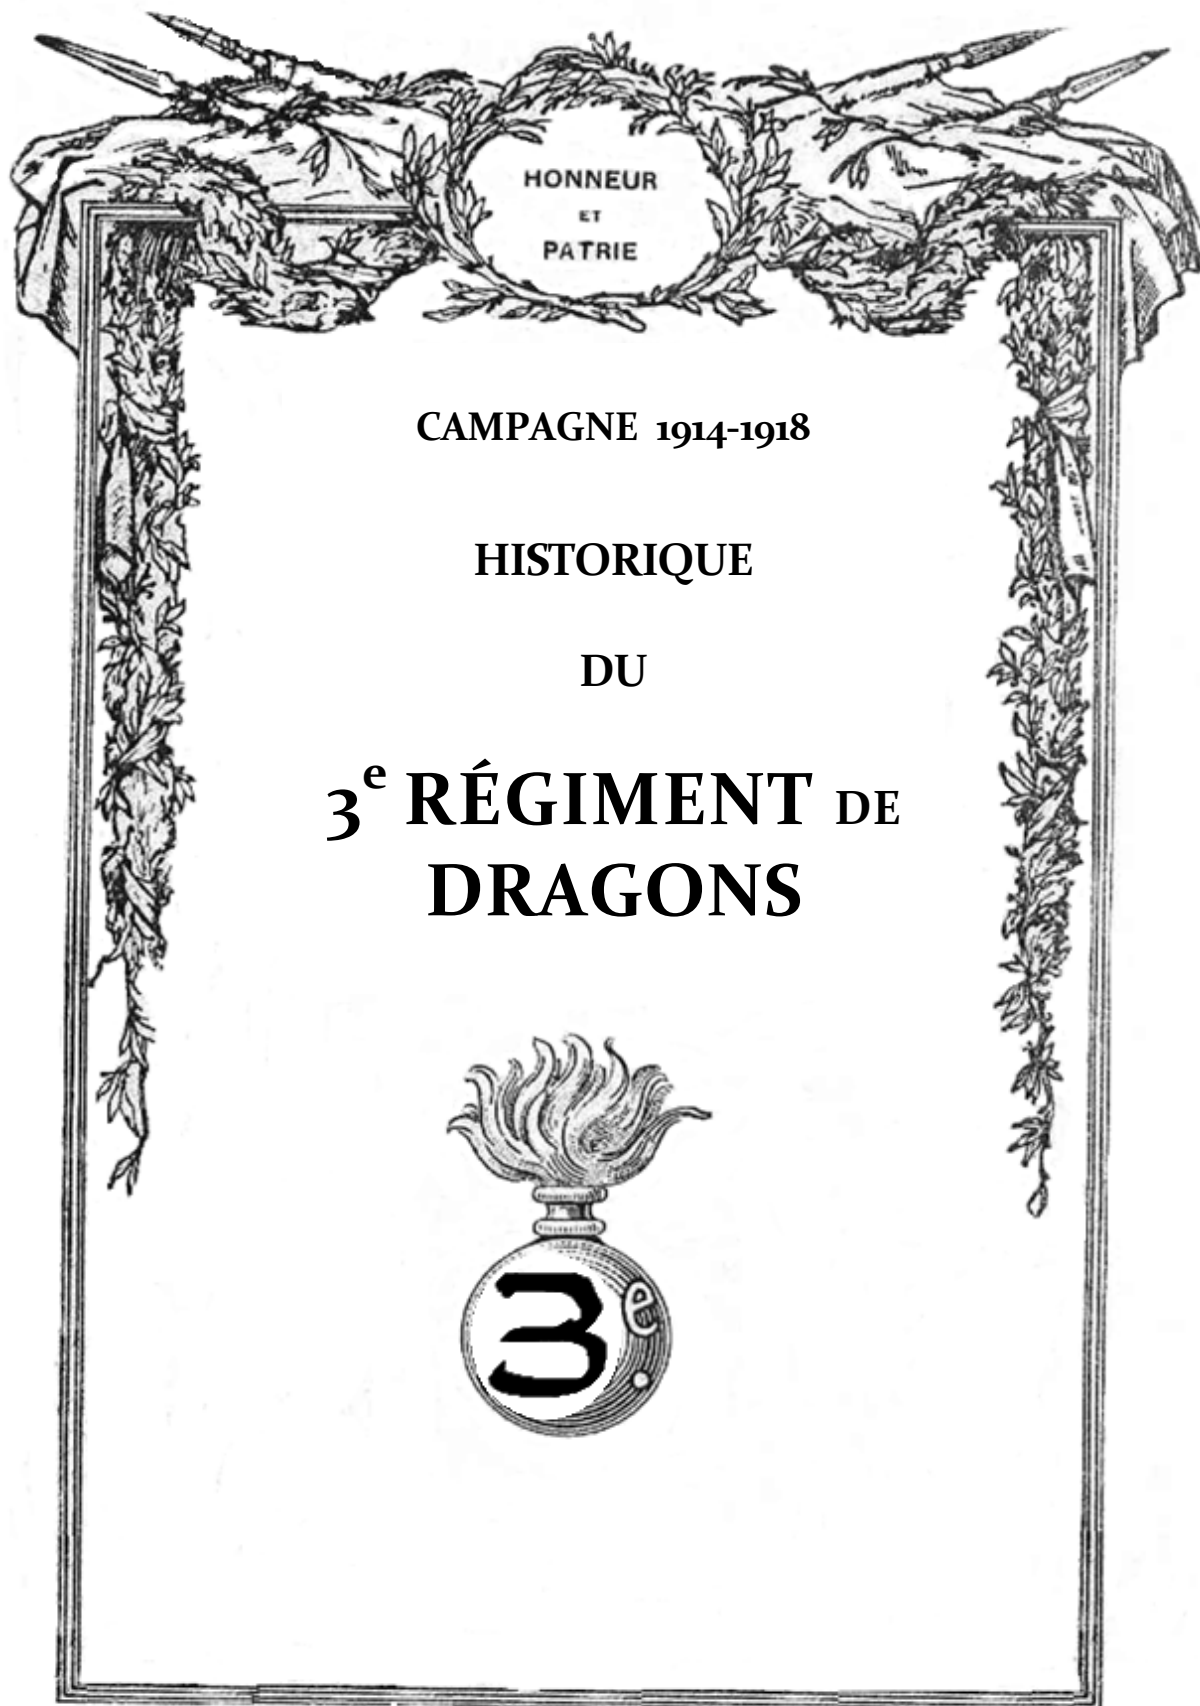 HONNEUR
ET
PATRIE
CAMPAGNE 1914-1918
HISTORIQUE
DU
3e RÉGIMENT DE
DRAGONS
3e.